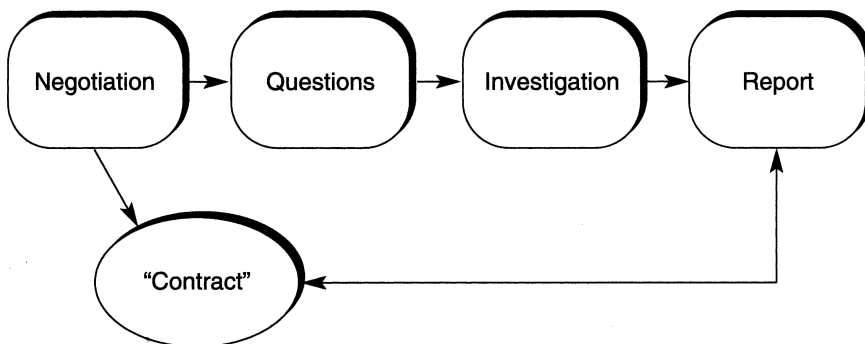 Negotiation
Questions
Investigation
Report
“Contract”